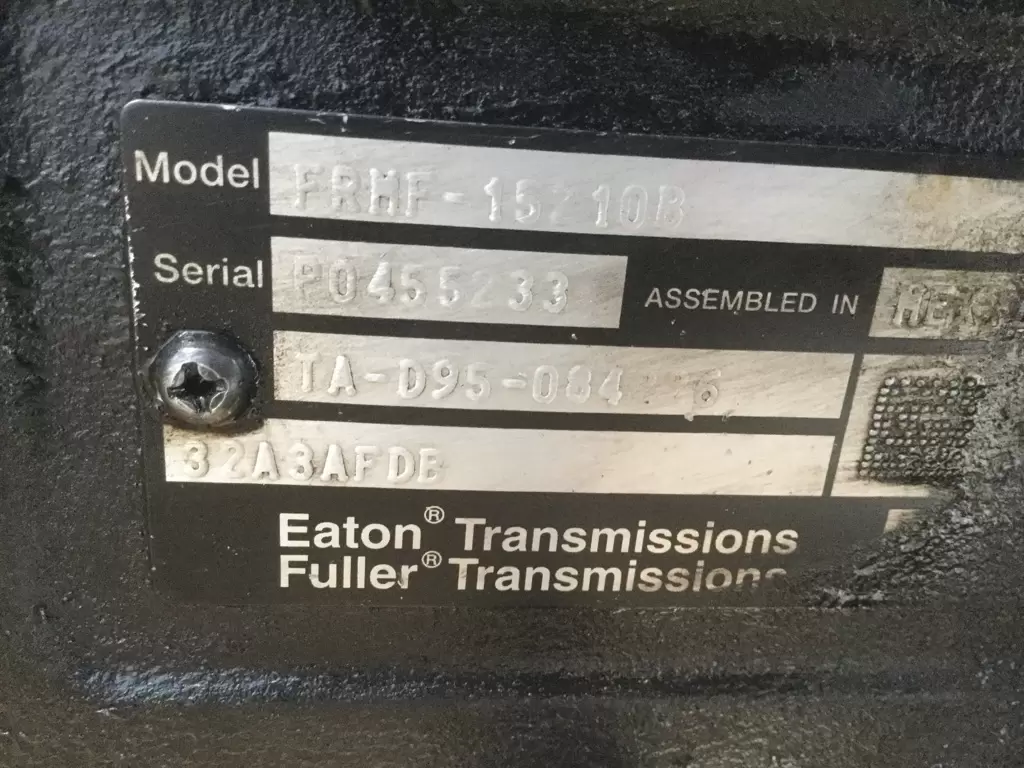 Model FRMF-15210B
Serial P0455233 ASSEMBLED IN
TA-D95-084
32A3AFDB
Eaton® Transmissions
Fuller® Transmissions